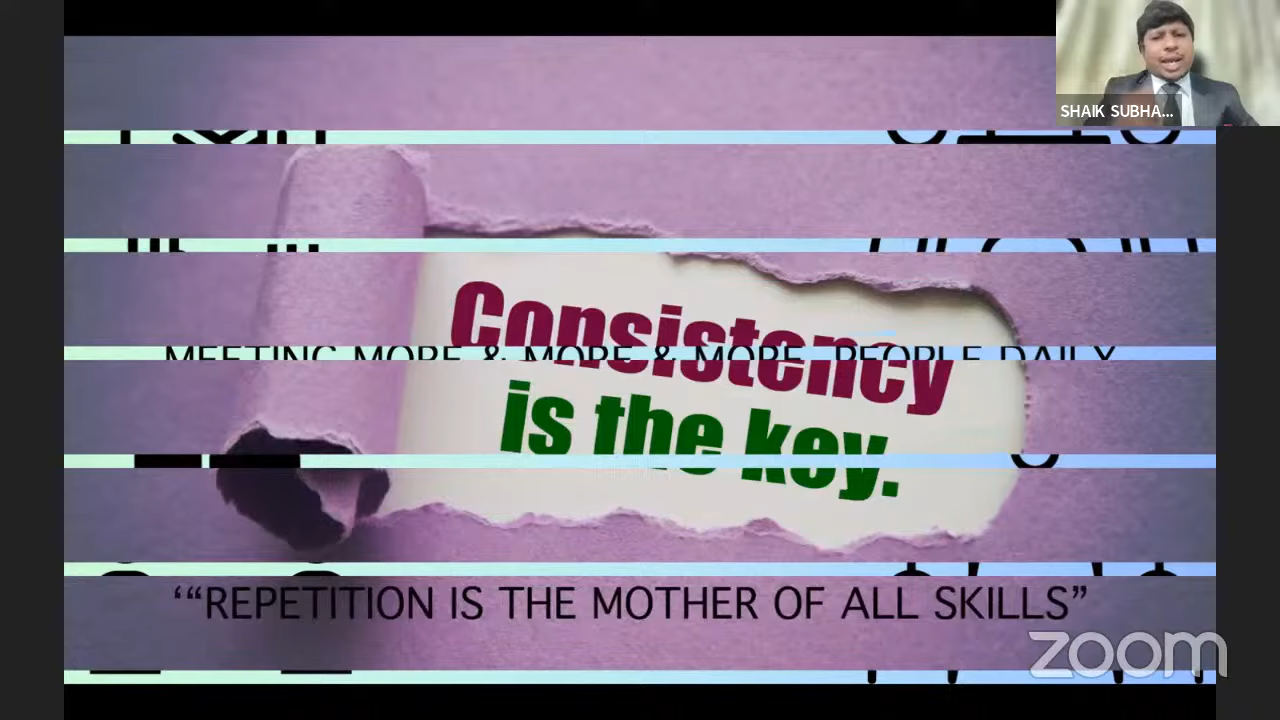 SHAIK SUBHA...
Consistency
MEETING MORE & MORE & MORE PEOPLE DAILY
is the key.
‘“REPETITION IS THE MOTHER OF ALL SKILLS”
zoom